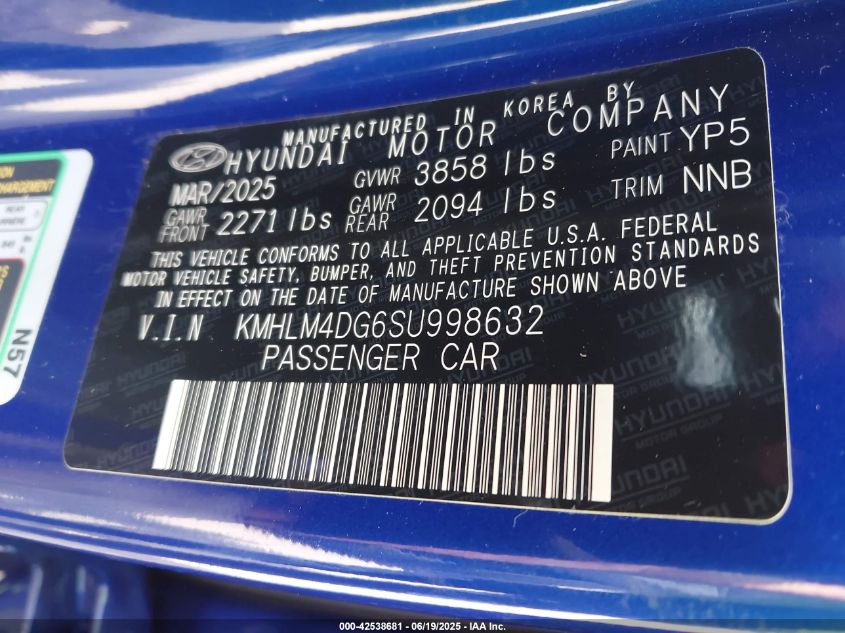 MANUFACTURED IN KOREA BY
HYUNDAI MOTOR COMPANY
MAR/2025 GVWR 3858 lbs PAINT YP5
GAWR FRONT 2271 lbs GAWR REAR 2094 lbs TRIM NNB
THIS VEHICLE CONFORMS TO ALL APPLICABLE U.S.A. FEDERAL
MOTOR VEHICLE SAFETY, BUMPER, AND THEFT PREVENTION STANDARDS
IN EFFECT ON THE DATE OF MANUFACTURE SHOWN ABOVE
V.I.N KMHLM4DG6SU998632
PASSENGER CAR
N57
HYUNDAI
MOTOR GROUP
000-42538681 - 06/19/2025 - IAA Inc.